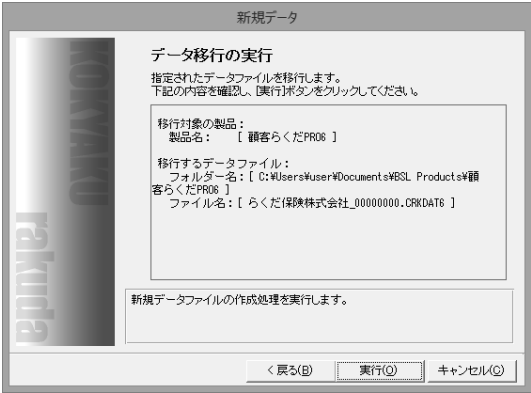 新規データ
KOKYAKU
rakuda
データ移行の実行
指定されたデータファイルを移行します。
下記の内容を確認し、[実行]ボタンをクリックしてください。
移行対象の製品：
製品名：　[ 顧客らくだPRO6 ]
移行するデータファイル：
フォルダー名：[ C:¥Users¥user¥Documents¥BSL Products¥顧
客らくだPRO6 ]
ファイル名：[ らくだ保険株式会社_00000000.CRKDAT6 ]
新規データファイルの作成処理を実行します。
< 戻る(B)　実行(O)　キャンセル(C)